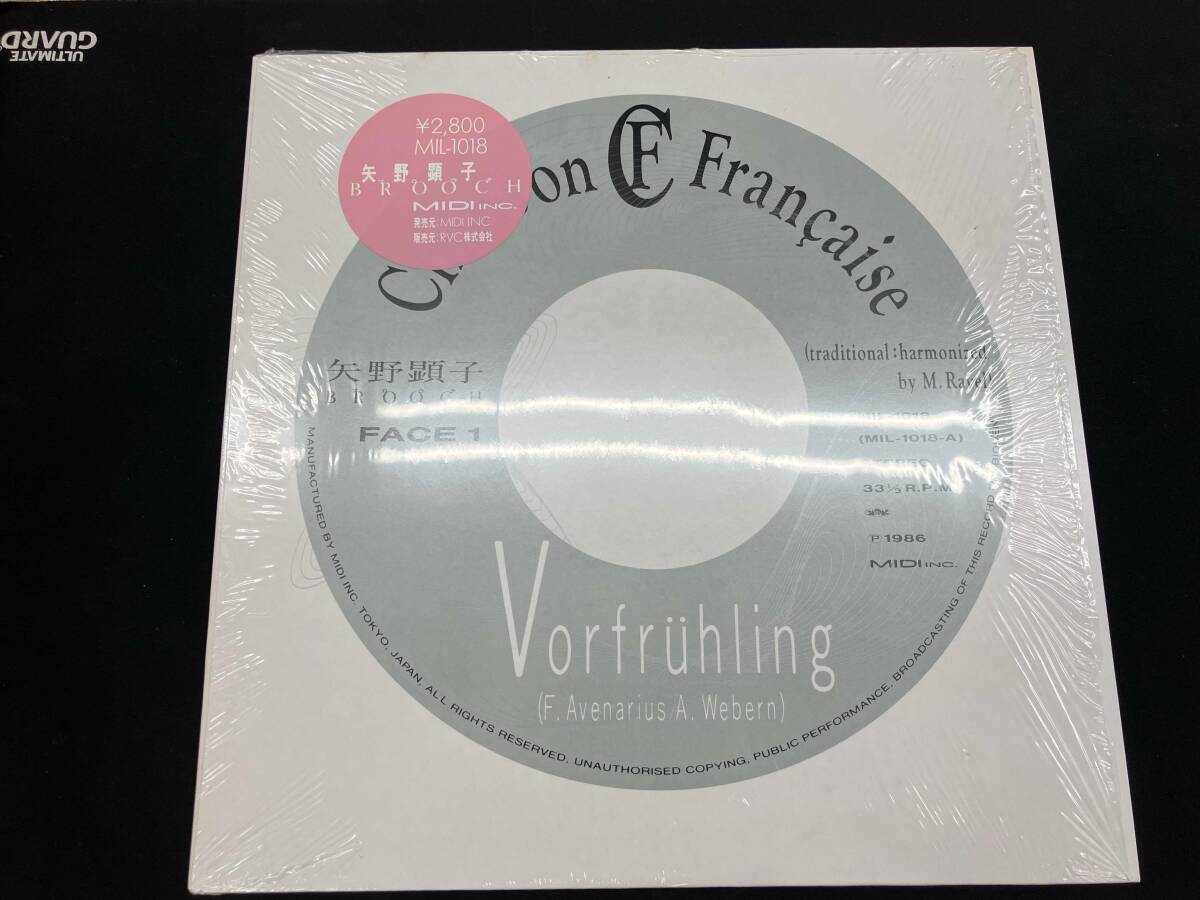 ULTIMATE
GUARD
¥2,800
MIL-1018
矢野顕子
BROOCH
MIDI INC.
発売元:MIDI INC
販売元:RVC株式会社
CF Française
矢野顕子
BROOCH
FACE 1
(traditional:harmonized
by M.Ravel)
(MIL-1018-A)
33⅓ R.P.M.
℗1986
MIDI INC.
Vorfrühling
(F. Avenarius/A. Webern)
MANUFACTURED BY MIDI INC. TOKYO, JAPAN, ALL RIGHTS RESERVED, UNAUTHORISED COPYING, PUBLIC PERFORMANCE, BROADCASTING OF THIS RECORD